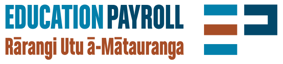 EDUCATION PAYROLL
Rārangi Utu ā-Mātauranga